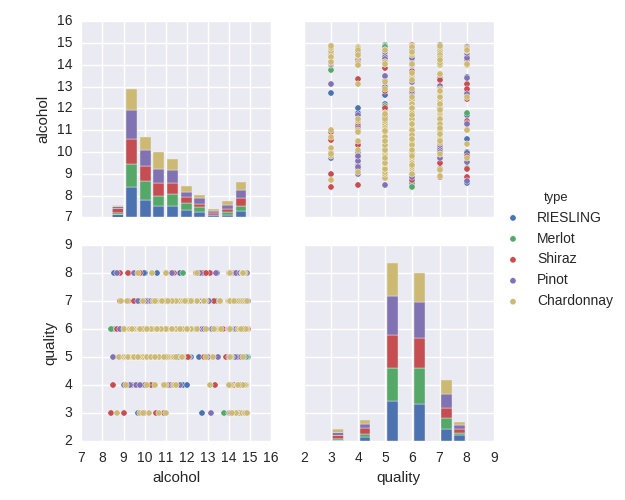 16
15
14
13
12
11
10
9
8
7
alcohol
9
8
7
6
5
4
3
2
quality
7 8 9 10 11 12 13 14 15 16
alcohol
2 3 4 5 6 7 8 9
quality
type
RIESLING
Merlot
Shiraz
Pinot
Chardonnay